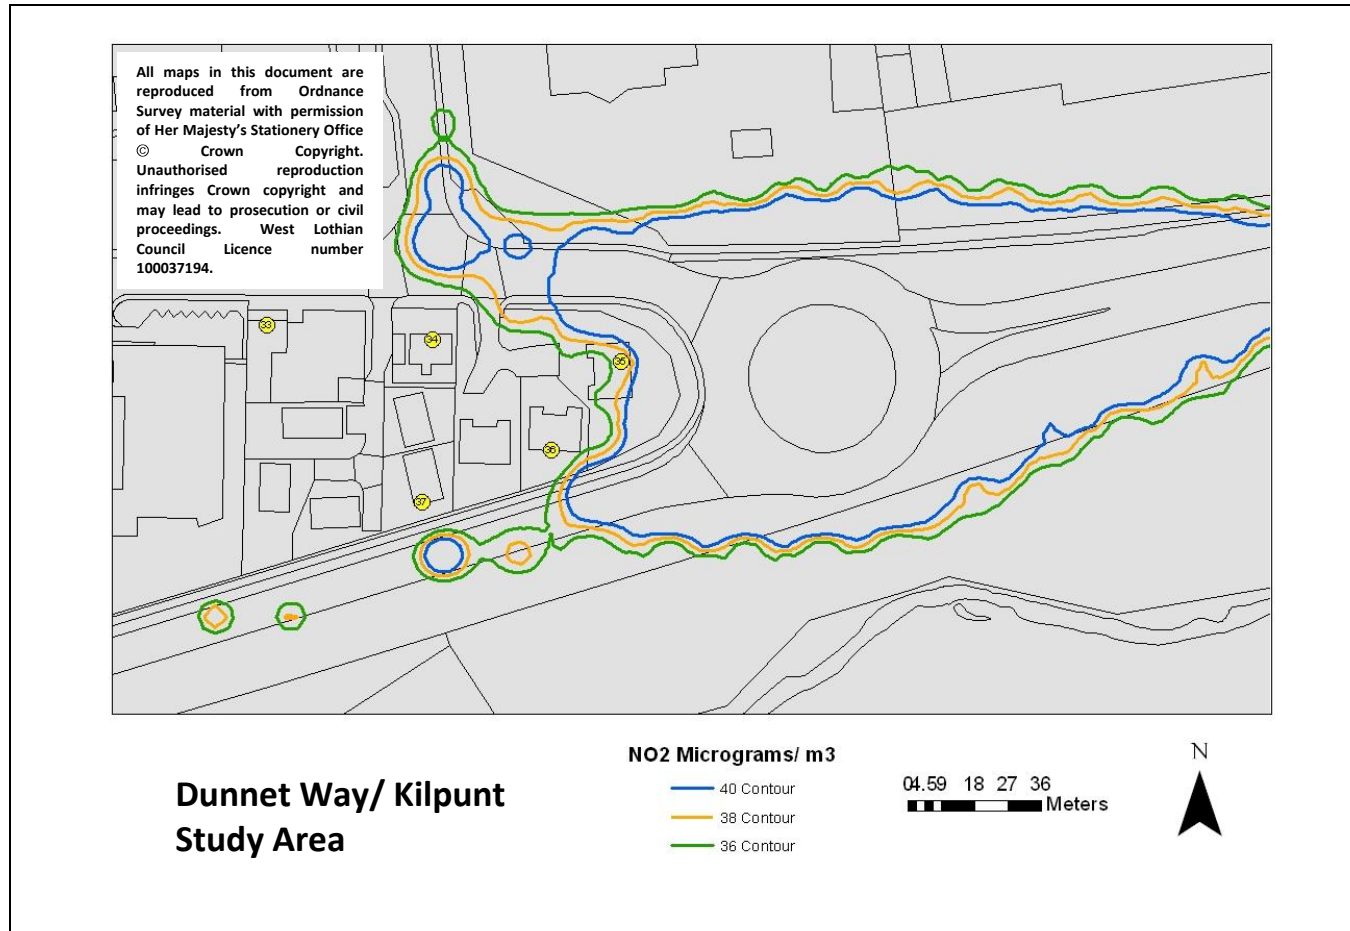 All maps in this document are
reproduced from Ordnance
Survey material with permission
of Her Majesty’s Stationery Office
© Crown Copyright.
Unauthorised reproduction
infringes Crown copyright and
may lead to prosecution or civil
proceedings. West Lothian
Council Licence number
100037194.
33
34
35
36
37
NO2 Micrograms/ m3
40 Contour
38 Contour
36 Contour
Dunnet Way/ Kilpunt
Study Area
04.59 18 27 36
Meters
N